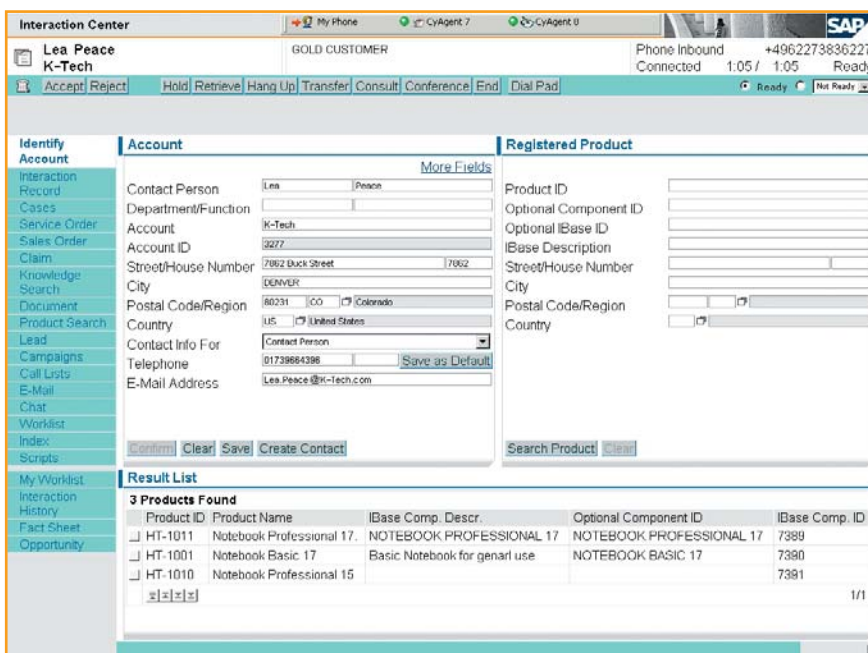 Interaction Center My Phone CyAgent 7 CyAgent 8 SAP
Lea Peace GOLD CUSTOMER Phone Inbound +4962273836227
K-Tech Connected 1:05 / 1:05 Ready
Accept Reject Hold Retrieve Hang Up Transfer Consult Conference End Dial Pad Ready Not Ready
Identify Account
Interaction Record
Cases
Service Order
Sales Order
Claim
Knowledge Search
Document
Product Search
Lead
Campaigns
Call Lists
E-Mail
Chat
Worklist
Index
Scripts
My Worklist
Interaction History
Fact Sheet
Opportunity
Account
More Fields
Contact Person Lea Peace
Department/Function
Account K-Tech
Account ID 3277
Street/House Number 7862 Duck Street 7862
City DENVER
Postal Code/Region 80231 CO Colorado
Country US United States
Contact Info For Contact Person
Telephone 01739664396 Save as Default
E-Mail Address Lea.Peace@K-Tech.com
Confirm Clear Save Create Contact
Registered Product
Product ID
Optional Component ID
Optional IBase ID
IBase Description
Street/House Number
City
Postal Code/Region
Country
Search Product Clear
Result List
3 Products Found
Product ID Product Name IBase Comp. Descr. Optional Component ID IBase Comp. ID
HT-1011 Notebook Professional 17. NOTEBOOK PROFESSIONAL 17 NOTEBOOK PROFESSIONAL 17 7389
HT-1001 Notebook Basic 17 Basic Notebook for genarl use NOTEBOOK BASIC 17 7390
HT-1010 Notebook Professional 15 7391
1/1